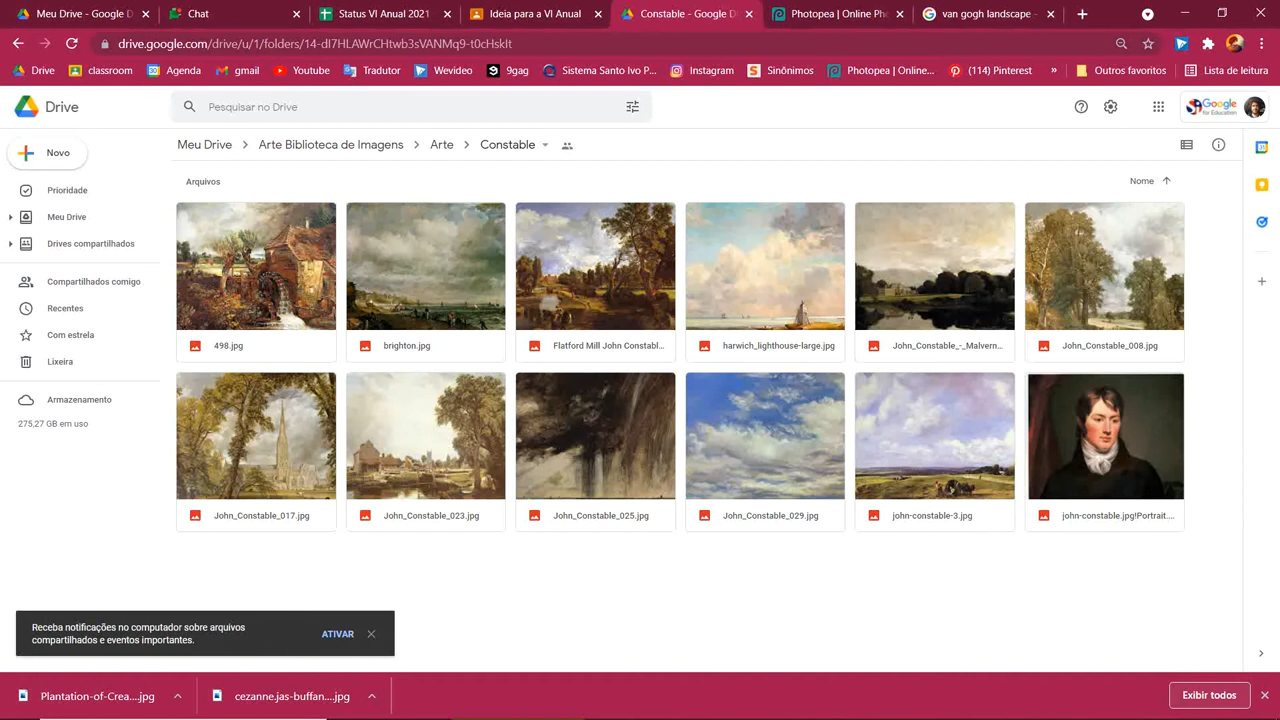 Meu Drive - Google D
Chat
Status VI Anual 2021
Ideia para a VI Anual
Constable - Google D
Photopea | Online Ph
van gogh landscape -
drive.google.com/drive/u/1/folders/14-dI7HLAWrCHtwb3sVANMq9-t0cHskIt
Drive
classroom
Agenda
gmail
Youtube
Tradutor
Wevideo
9gag
Sistema Santo Ivo P...
Instagram
Sinônimos
Photopea | Online...
(114) Pinterest
»
Outros favoritos
Lista de leitura
Drive
Pesquisar no Drive
Google
for Education
Novo
Meu Drive > Arte Biblioteca de Imagens > Arte > Constable
Prioridade
Meu Drive
Drives compartilhados
Compartilhados comigo
Recentes
Com estrela
Lixeira
Armazenamento
275,27 GB em uso
Arquivos
Nome
498.jpg
brighton.jpg
Flatford Mill John Constabl...
harwich_lighthouse-large.jpg
John_Constable_-_Malvern...
John_Constable_008.jpg
John_Constable_017.jpg
John_Constable_023.jpg
John_Constable_025.jpg
John_Constable_029.jpg
john-constable-3.jpg
john-constable.jpg!Portrait....
Receba notificações no computador sobre arquivos
compartilhados e eventos importantes.
ATIVAR
Plantation-of-Crea....jpg
cezanne.jas-buffan....jpg
Exibir todos